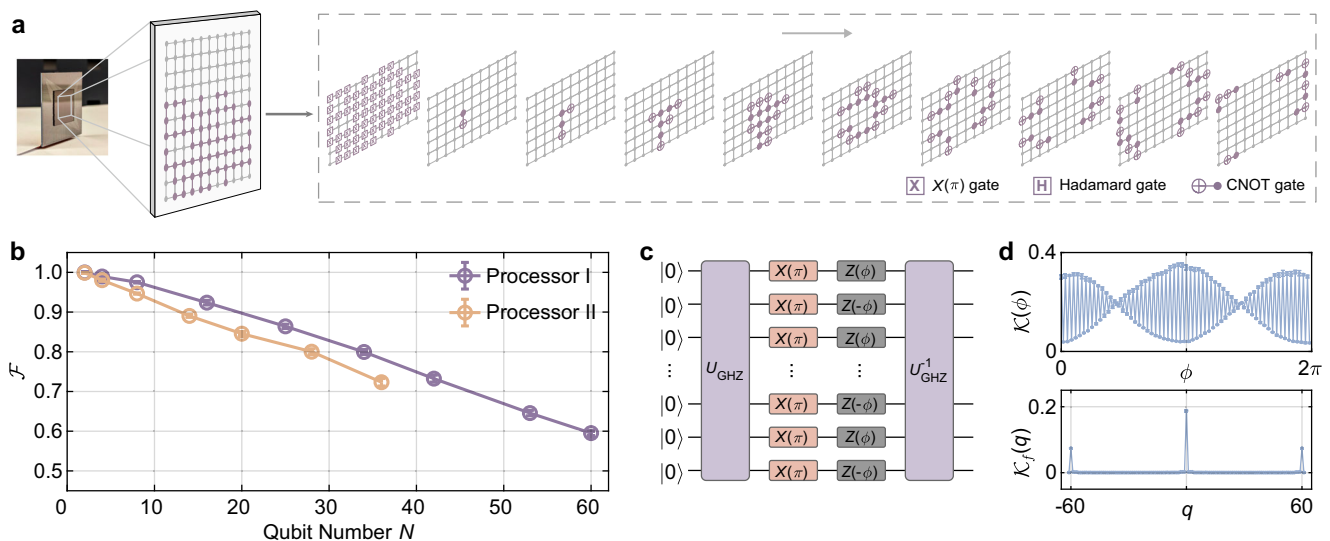 a
X X(π) gate
H Hadamard gate
CNOT gate
b
Processor I
Processor II
1.0
0.9
0.8
0.7
0.6
0.5
ℱ
0 10 20 30 40 50 60
Qubit Number N
c
|0⟩ X(π) Z(ϕ)
|0⟩ X(π) Z(-ϕ)
|0⟩ X(π) Z(ϕ)
⋮ U_GHZ ⋮ ⋮ U⁻¹_GHZ
|0⟩ X(π) Z(-ϕ)
|0⟩ X(π) Z(ϕ)
|0⟩ X(π) Z(-ϕ)
d
0.4
𝒦(ϕ)
0
0 ϕ 2π
0.2
𝒦_f(q)
0
-60 q 60